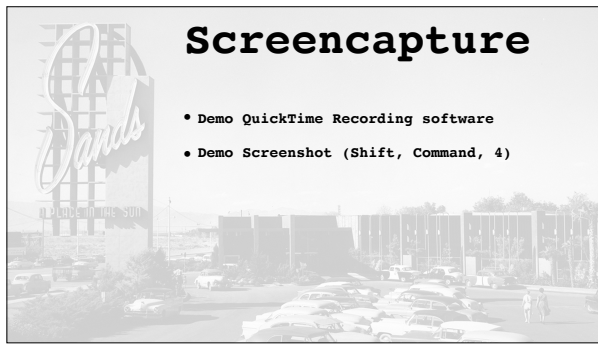 Screencapture
• Demo QuickTime Recording software
• Demo Screenshot (Shift, Command, 4)
Sands
A PLACE IN THE SUN